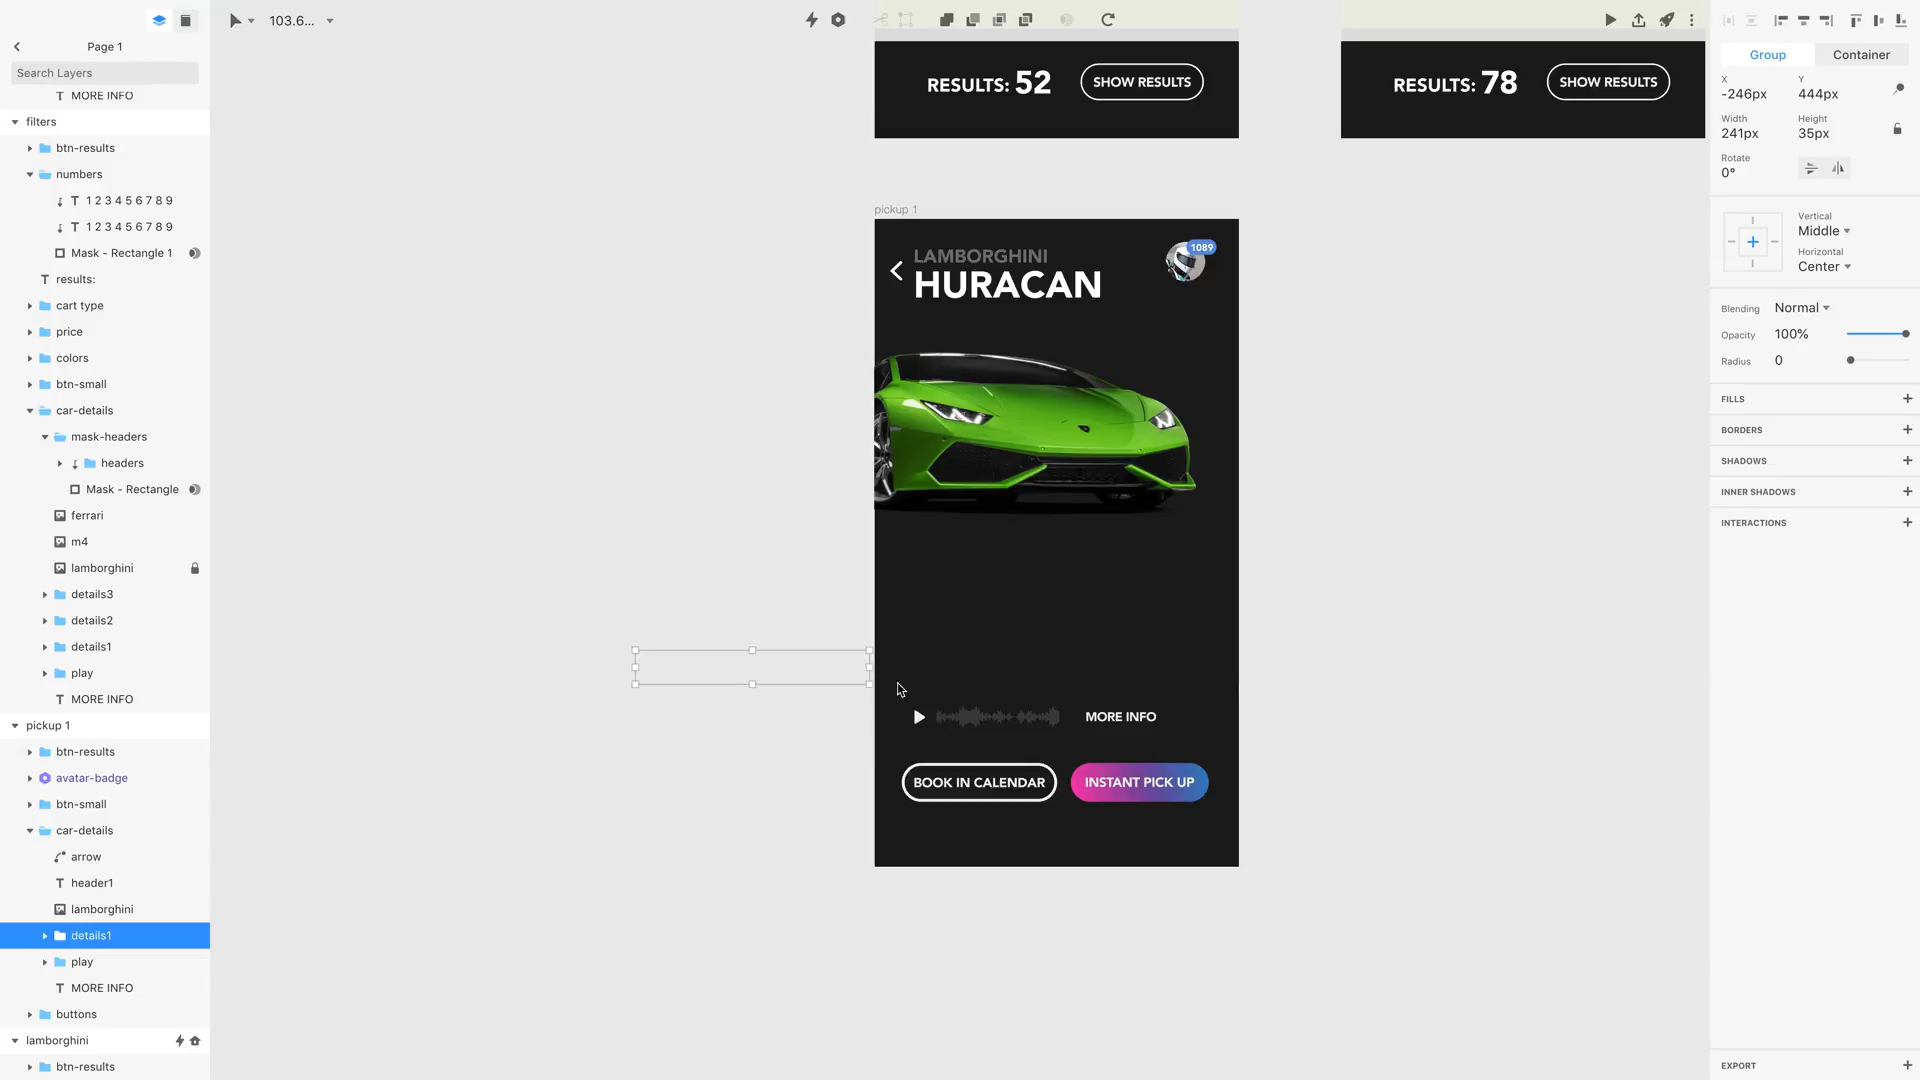 Page 1
103.6...
Search Layers
T MORE INFO
filters
btn-results
numbers
T 1 2 3 4 5 6 7 8 9
T 1 2 3 4 5 6 7 8 9
Mask - Rectangle 1
T results:
cart type
price
colors
btn-small
car-details
mask-headers
headers
Mask - Rectangle
ferrari
m4
lamborghini
details3
details2
details1
play
T MORE INFO
pickup 1
btn-results
avatar-badge
btn-small
car-details
arrow
T header1
lamborghini
details1
play
T MORE INFO
buttons
lamborghini
btn-results
RESULTS: 52
SHOW RESULTS
RESULTS: 78
SHOW RESULTS
pickup 1
LAMBORGHINI
HURACAN
1089
MORE INFO
BOOK IN CALENDAR
INSTANT PICK UP
Group
Container
X
Y
-246px
444px
Width
Height
241px
35px
Rotate
0°
Vertical
Middle
Horizontal
Center
Blending
Normal
Opacity
100%
Radius
0
FILLS
BORDERS
SHADOWS
INNER SHADOWS
INTERACTIONS
EXPORT